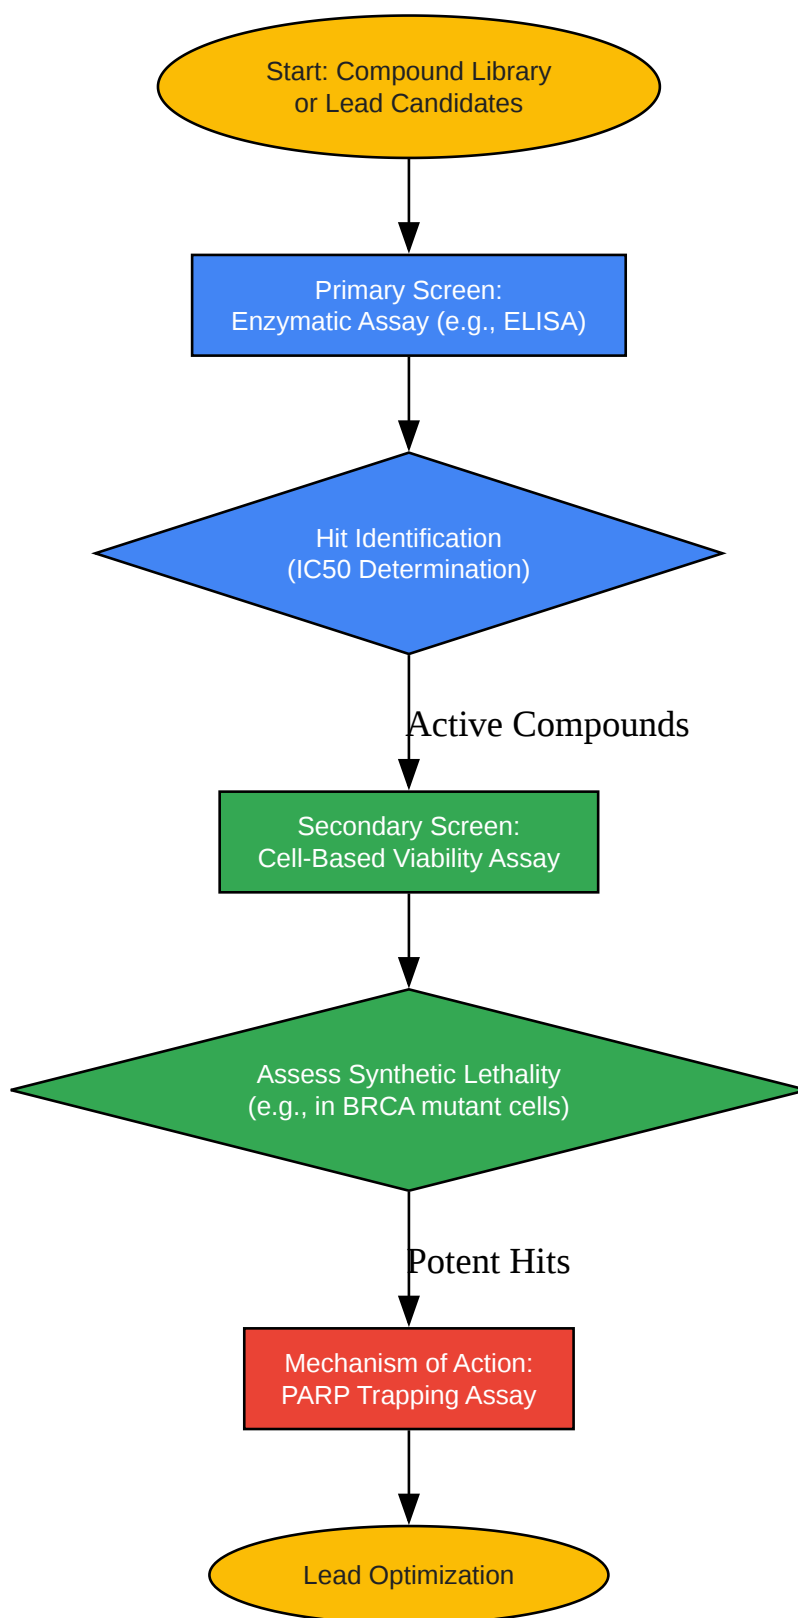 Start: Compound Library
or Lead Candidates
Primary Screen:
Enzymatic Assay (e.g., ELISA)
Hit Identification
(IC50 Determination)
Active Compounds
Secondary Screen:
Cell-Based Viability Assay
Assess Synthetic Lethality
(e.g., in BRCA mutant cells)
Potent Hits
Mechanism of Action:
PARP Trapping Assay
Lead Optimization